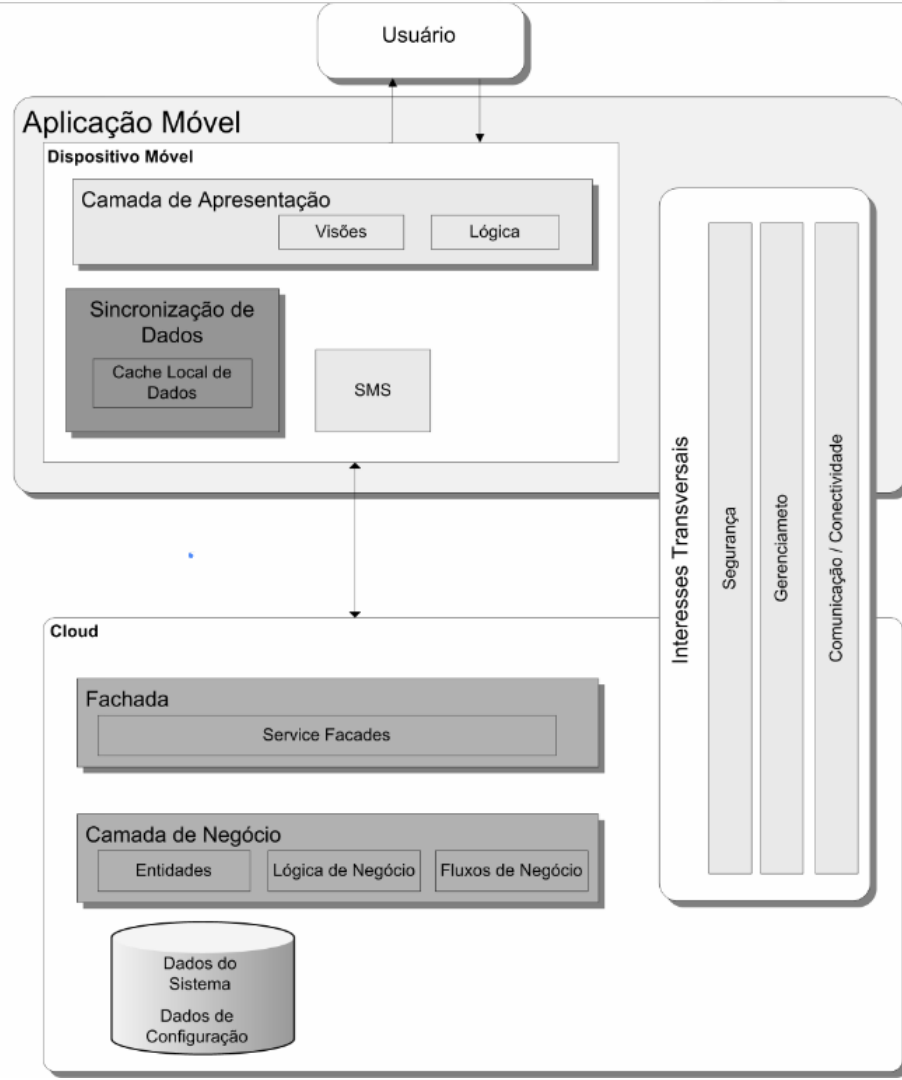 Usuário
Aplicação Móvel
Dispositivo Móvel
Camada de Apresentação
Visões
Lógica
Sincronização de
Dados
Cache Local de
Dados
SMS
Interesses Transversais
Segurança
Gerenciameto
Comunicação / Conectividade
Cloud
Fachada
Service Facades
Camada de Negócio
Entidades
Lógica de Negócio
Fluxos de Negócio
Dados do
Sistema
Dados de
Configuração